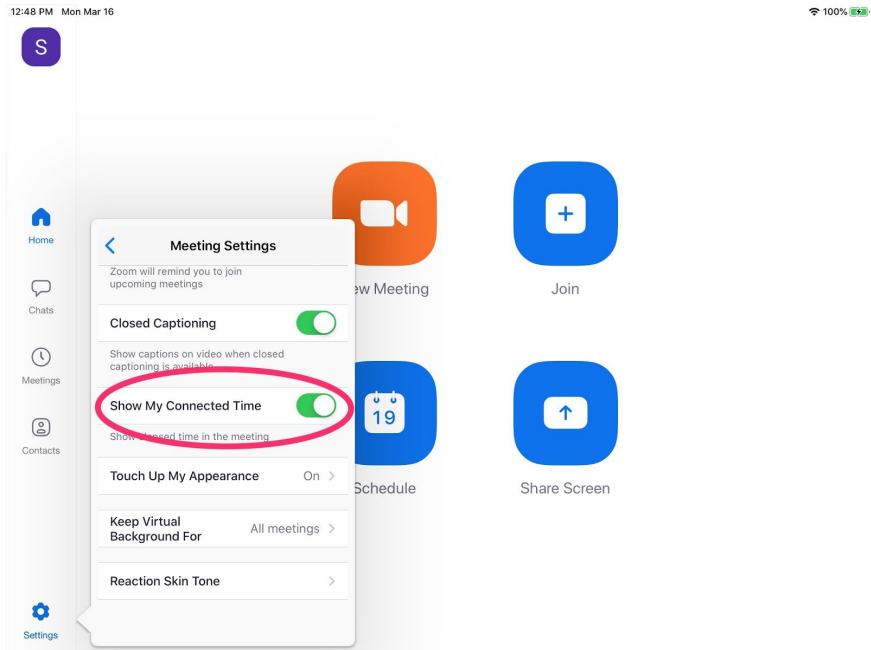 12:48 PM Mon Mar 16
100%
S
Home
Chats
Meetings
Contacts
Settings
Meeting Settings
Zoom will remind you to join
upcoming meetings
Closed Captioning
Show captions on video when closed
captioning is available
Show My Connected Time
Show elapsed time in the meeting
Touch Up My Appearance On
Keep Virtual
Background For
All meetings
Reaction Skin Tone
ew Meeting
Join
19
Schedule
Share Screen